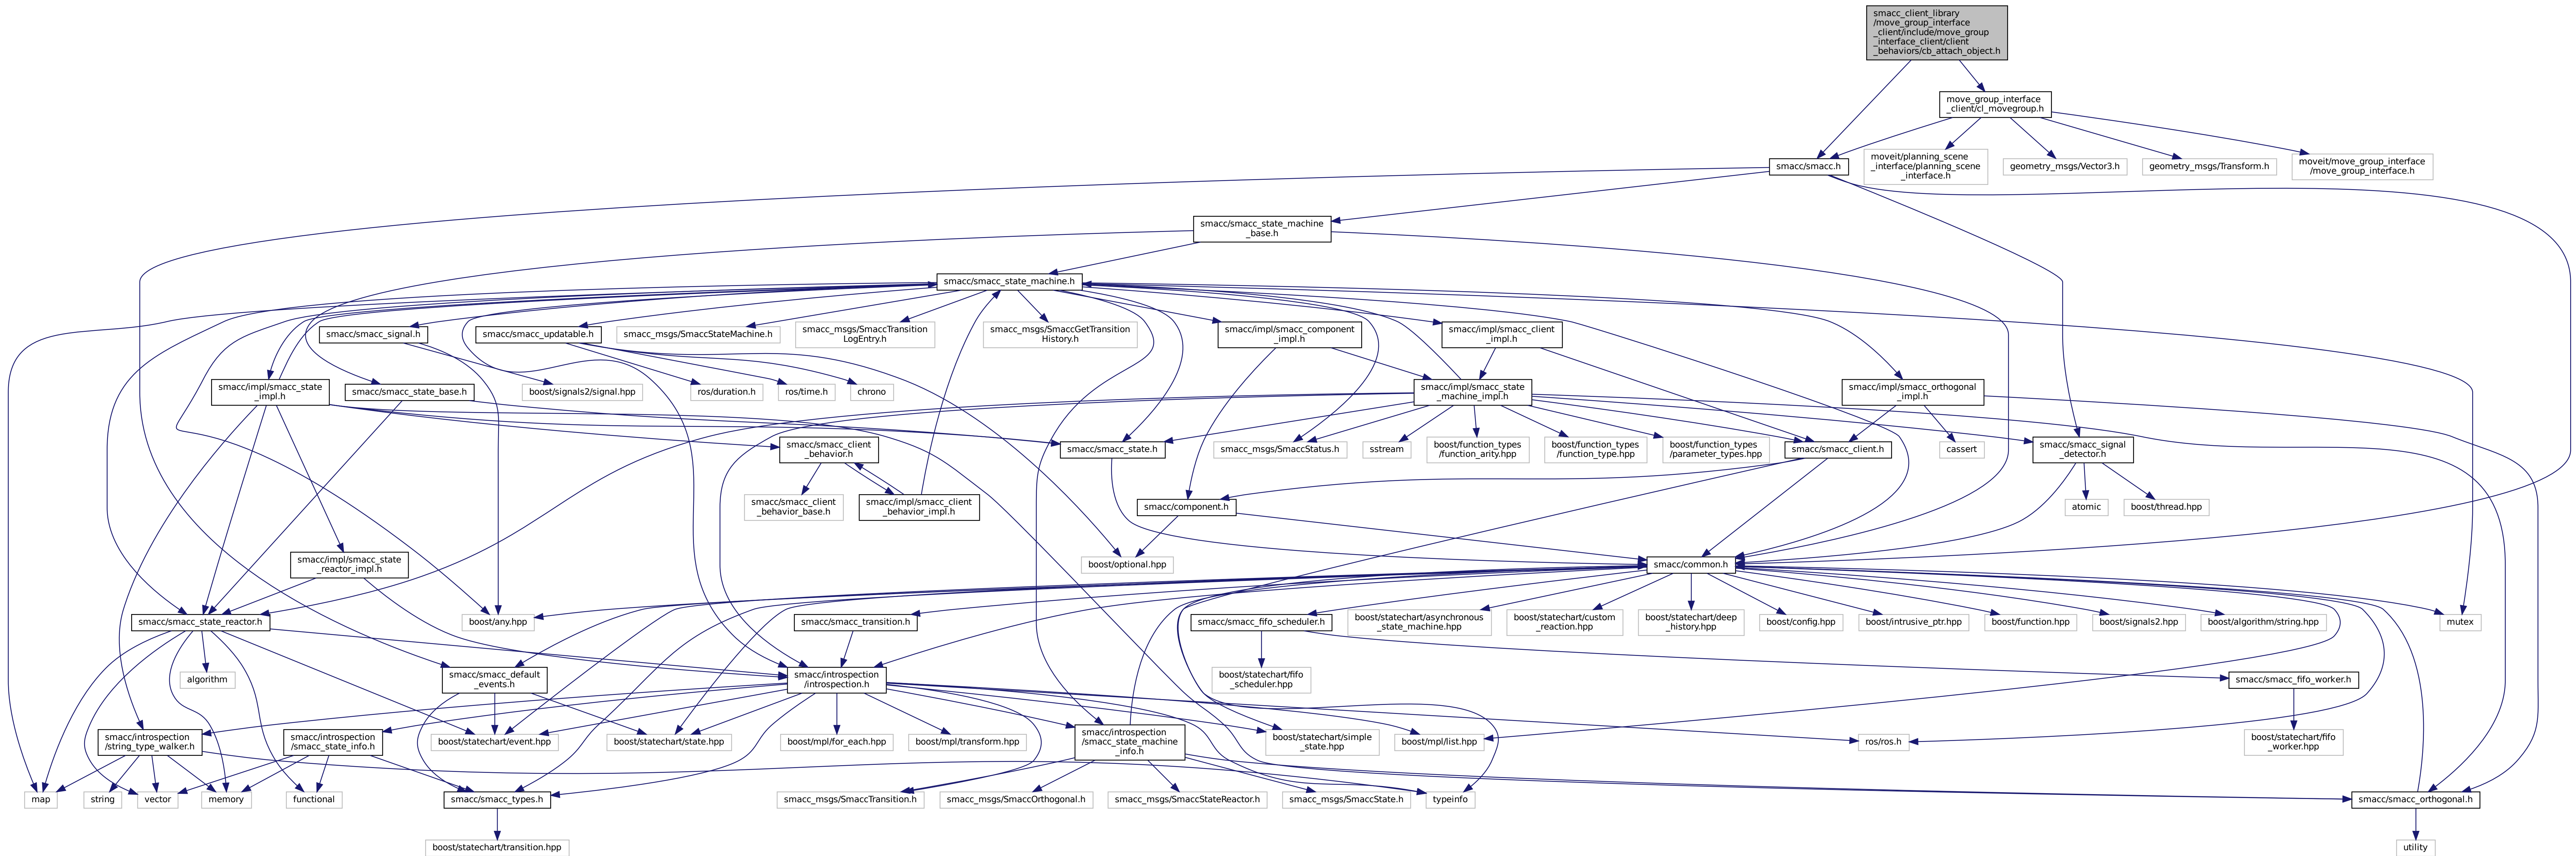 smacc_client_library
/move_group_interface
_client/include/move_group
_interface_client/client
_behaviors/cb_attach_object.h
move_group_interface
_client/cl_movegroup.h
smacc/smacc.h
moveit/planning_scene
_interface/planning_scene
_interface.h
geometry_msgs/Vector3.h
geometry_msgs/Transform.h
moveit/move_group_interface
/move_group_interface.h
smacc/smacc_state_machine
_base.h
smacc/smacc_state_machine.h
smacc/smacc_signal.h
smacc/smacc_updatable.h
smacc_msgs/SmaccStateMachine.h
smacc_msgs/SmaccTransition
LogEntry.h
smacc_msgs/SmaccGetTransition
History.h
smacc/impl/smacc_component
_impl.h
smacc/impl/smacc_client
_impl.h
smacc/impl/smacc_state
_impl.h
smacc/smacc_state_base.h
boost/signals2/signal.hpp
ros/duration.h
ros/time.h
chrono
smacc/impl/smacc_state
_machine_impl.h
smacc/impl/smacc_orthogonal
_impl.h
smacc/smacc_client
_behavior.h
smacc/smacc_state.h
smacc_msgs/SmaccStatus.h
sstream
boost/function_types
/function_arity.hpp
boost/function_types
/function_type.hpp
boost/function_types
/parameter_types.hpp
smacc/smacc_client.h
cassert
smacc/smacc_signal
_detector.h
smacc/smacc_client
_behavior_base.h
smacc/impl/smacc_client
_behavior_impl.h
smacc/component.h
atomic
boost/thread.hpp
smacc/impl/smacc_state
_reactor_impl.h
boost/optional.hpp
smacc/common.h
smacc/smacc_state_reactor.h
boost/any.hpp
smacc/smacc_transition.h
smacc/smacc_fifo_scheduler.h
boost/statechart/asynchronous
_state_machine.hpp
boost/statechart/custom
_reaction.hpp
boost/statechart/deep
_history.hpp
boost/config.hpp
boost/intrusive_ptr.hpp
boost/function.hpp
boost/signals2.hpp
boost/algorithm/string.hpp
mutex
algorithm
smacc/smacc_default
_events.h
smacc/introspection
/introspection.h
boost/statechart/fifo
_scheduler.hpp
smacc/smacc_fifo_worker.h
smacc/introspection
/string_type_walker.h
smacc/introspection
/smacc_state_info.h
boost/statechart/event.hpp
boost/statechart/state.hpp
boost/mpl/for_each.hpp
boost/mpl/transform.hpp
smacc/introspection
/smacc_state_machine
_info.h
boost/statechart/simple
_state.hpp
boost/mpl/list.hpp
ros/ros.h
boost/statechart/fifo
_worker.hpp
map
string
vector
memory
functional
smacc/smacc_types.h
smacc_msgs/SmaccTransition.h
smacc_msgs/SmaccOrthogonal.h
smacc_msgs/SmaccStateReactor.h
smacc_msgs/SmaccState.h
typeinfo
smacc/smacc_orthogonal.h
boost/statechart/transition.hpp
utility